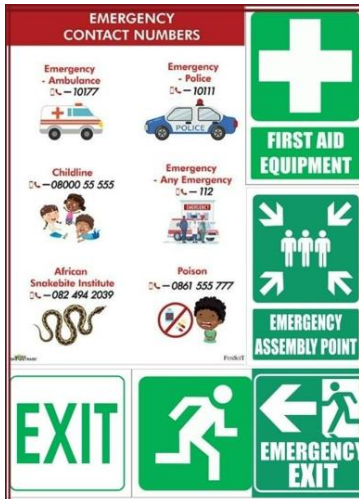 EMERGENCY
CONTACT NUMBERS
Emergency
- Ambulance
– 10177
Emergency
- Police
– 10111
POLICE
Childline
– 08000 55 555
Emergency
- Any Emergency
– 112
EMERGENCY
African
Snakebite Institute
– 082 494 2039
Poison
– 0861 555 777
FIRST AID
EQUIPMENT
EMERGENCY
ASSEMBLY POINT
EXIT
EMERGENCY
EXIT